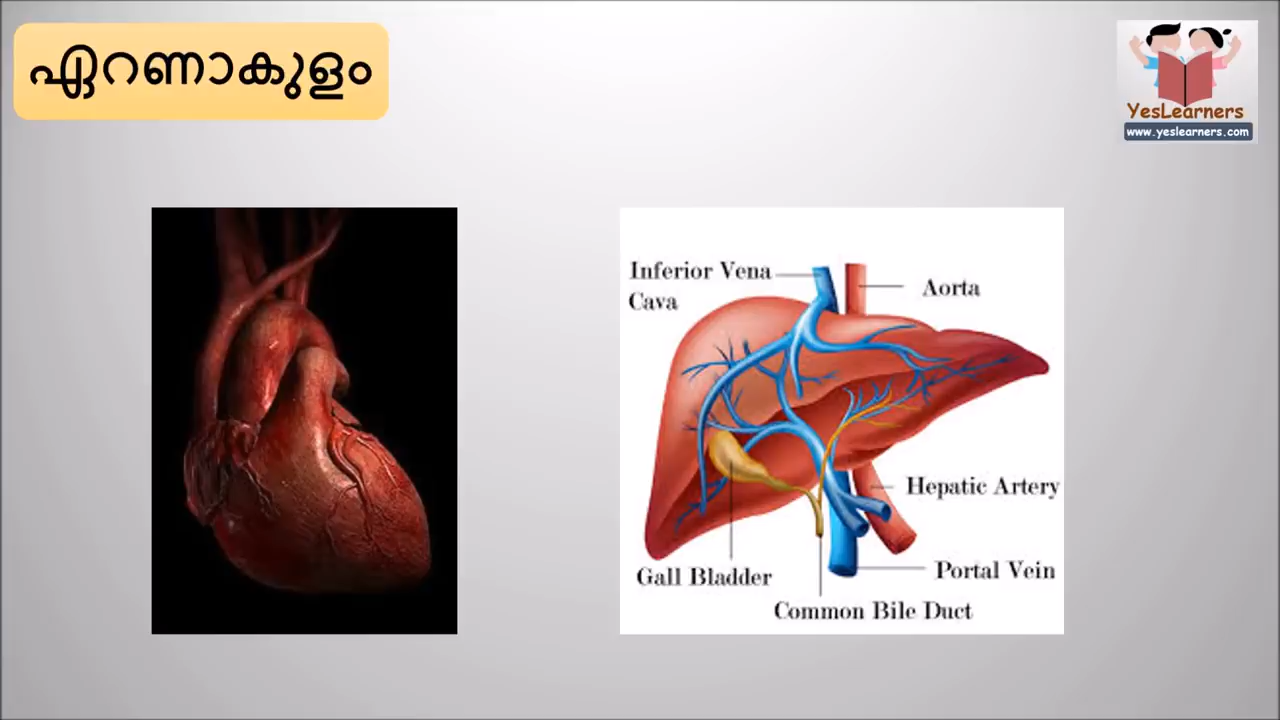 ഏറണാകുളം
YesLearners
www.yeslearners.com
Inferior Vena
Cava
Aorta
Hepatic Artery
Gall Bladder
Portal Vein
Common Bile Duct